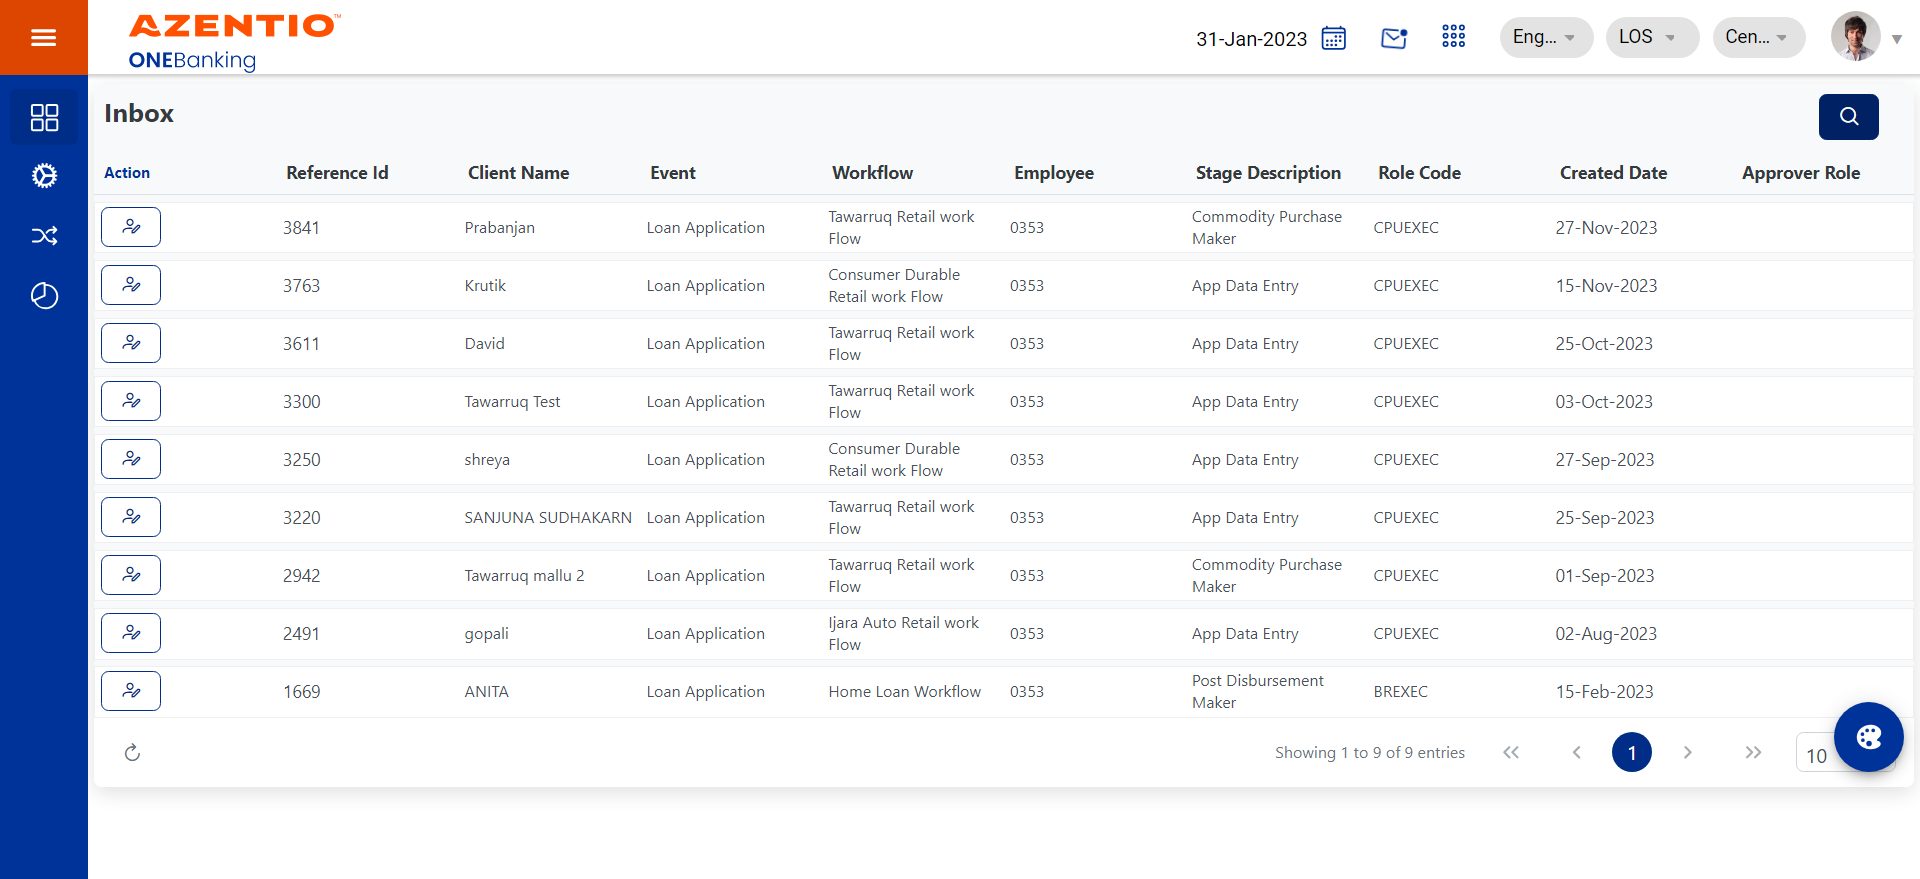 AZENTIO™
ONEBanking
31-Jan-2023
Eng...
LOS
Cen...
Inbox
Action Reference Id Client Name Event Workflow Employee Stage Description Role Code Created Date Approver Role
3841 Prabanjan Loan Application Tawarruq Retail work Flow 0353 Commodity Purchase Maker CPUEXEC 27-Nov-2023
3763 Krutik Loan Application Consumer Durable Retail work Flow 0353 App Data Entry CPUEXEC 15-Nov-2023
3611 David Loan Application Tawarruq Retail work Flow 0353 App Data Entry CPUEXEC 25-Oct-2023
3300 Tawarruq Test Loan Application Tawarruq Retail work Flow 0353 App Data Entry CPUEXEC 03-Oct-2023
3250 shreya Loan Application Consumer Durable Retail work Flow 0353 App Data Entry CPUEXEC 27-Sep-2023
3220 SANJUNA SUDHAKARN Loan Application Tawarruq Retail work Flow 0353 App Data Entry CPUEXEC 25-Sep-2023
2942 Tawarruq mallu 2 Loan Application Tawarruq Retail work Flow 0353 Commodity Purchase Maker CPUEXEC 01-Sep-2023
2491 gopali Loan Application Ijara Auto Retail work Flow 0353 App Data Entry CPUEXEC 02-Aug-2023
1669 ANITA Loan Application Home Loan Workflow 0353 Post Disbursement Maker BREXEC 15-Feb-2023
Showing 1 to 9 of 9 entries
1
10